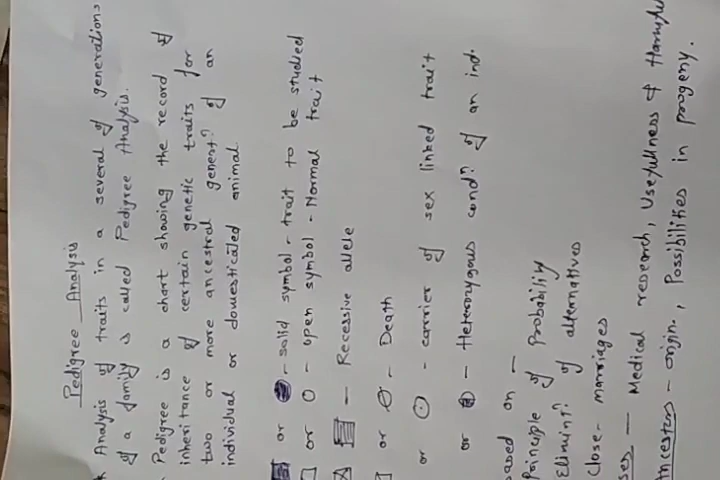 Pedigree Analysis
Analysis of traits in a several of generations
of a family is called Pedigree Analysis.
Pedigree is a chart showing the record of
inheritance of certain genetic traits for
two or more ancestral genert? of an
individual or domesticated animal.
or - solid symbol - trait to be studied
or - open symbol - Normal trait
- Recessive allele
or - Death
or - carrier of sex linked trait
or - Heterozygous condn of an ind.
based on -
Principle of Probability
Elimint? of alternatives
Close - marriages
- Medical research, Usefullness &
Ancestors - origin, Possibilities in progeny.